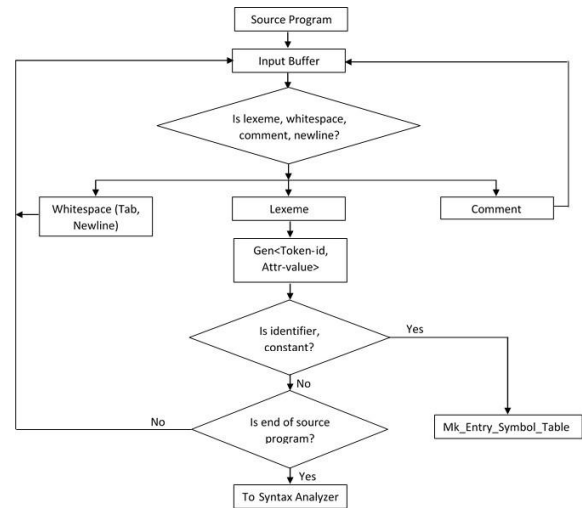 Source Program
Input Buffer
Is lexeme, whitespace,
comment, newline?
Whitespace (Tab,
Newline)
Lexeme
Comment
Gen<Token-id,
Attr-value>
Is identifier,
constant?
Yes
No
No
Is end of source
program?
Mk_Entry_Symbol_Table
Yes
To Syntax Analyzer